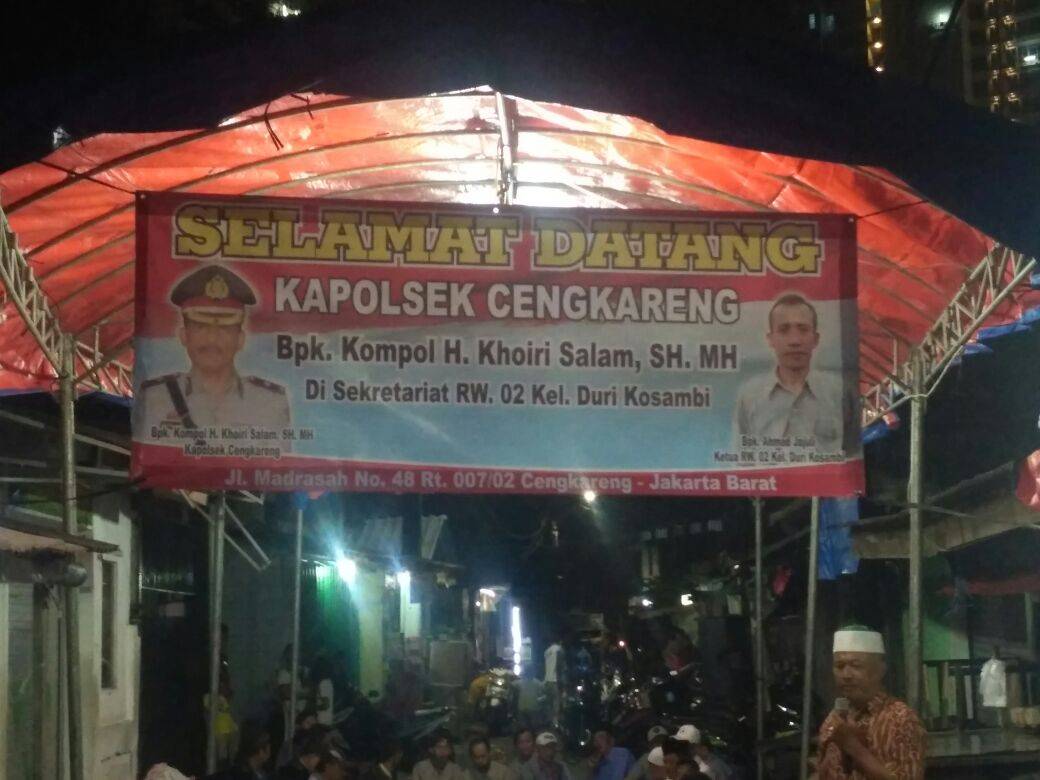 SELAMAT DATANG
KAPOLSEK CENGKARENG
Bpk. Kompol H. Khoiri Salam, SH. MH
Di Sekretariat RW. 02 Kel. Duri Kosambi
Bpk. Kompol H. Khoiri Salam. SH. MH
Kapolsek Cengkareng
Bpk. Ahmad Jajuli
Ketua RW. 02 Kel. Duri Kosambi
Jl. Madrasah No. 48 Rt. 007/02 Cengkareng - Jakarta Barat